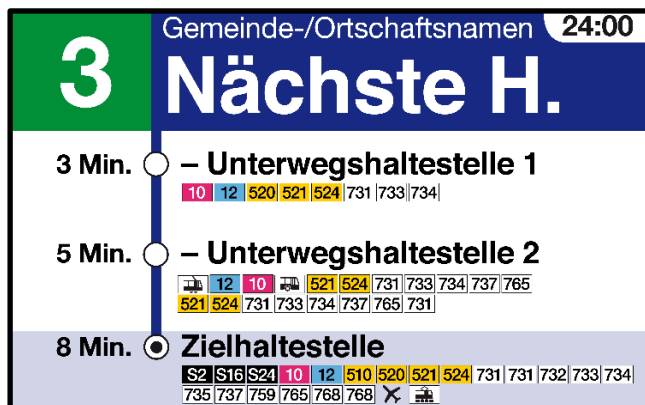 3
Gemeinde-/Ortschaftsnamen 24:00
Nächste H.
3 Min. – Unterwegshaltestelle 1
10 12 520 521 524 731 733 734
5 Min. – Unterwegshaltestelle 2
12 10 521 524 731 733 734 737 765
521 524 731 733 734 737 765 731
8 Min. Zielhaltestelle
S2 S16 S24 10 12 510 520 521 524 731 731 732 733 734
735 737 759 765 768 768